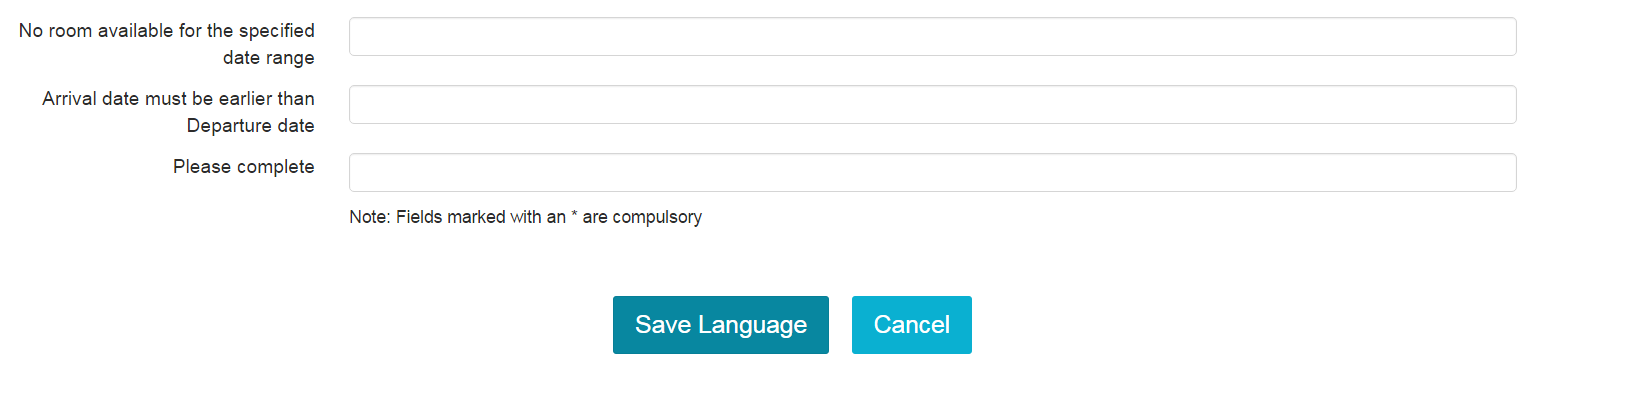 No room available for the specified
date range
Arrival date must be earlier than
Departure date
Please complete
Note: Fields marked with an * are compulsory
Save Language
Cancel